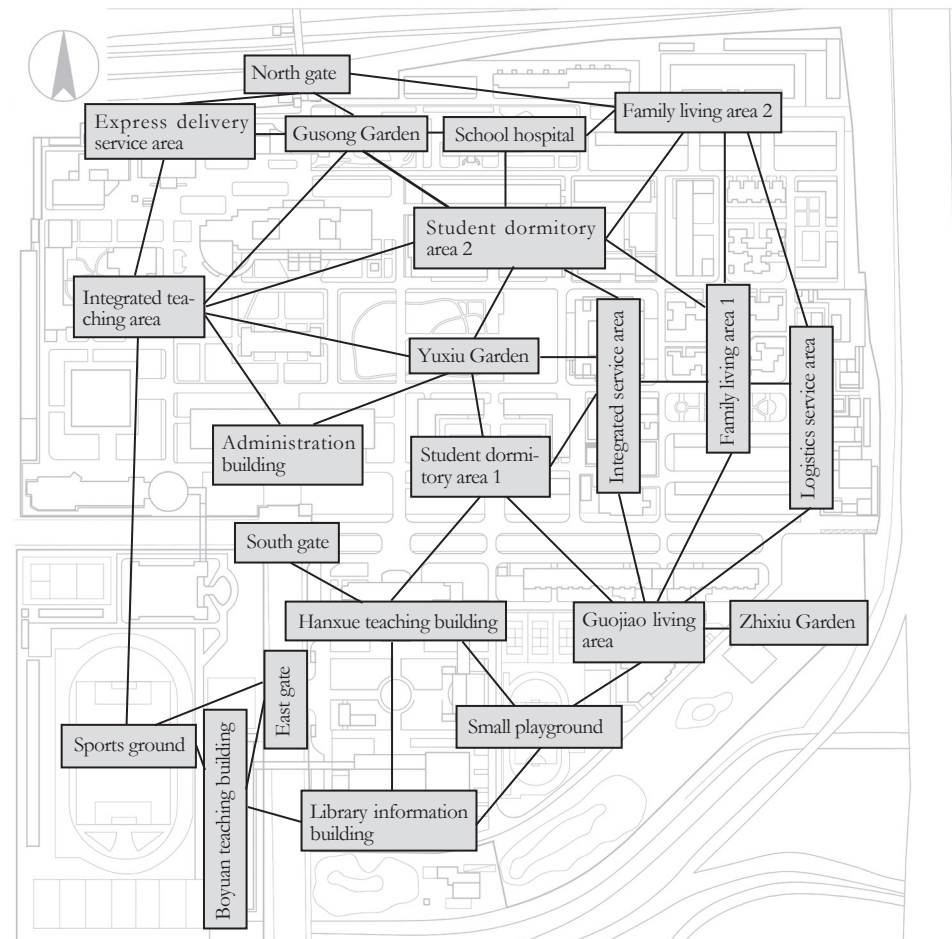 North gate
Express delivery
service area
Gusong Garden
School hospital
Family living area 2
Student dormitory
area 2
Integrated tea-
ching area
Yuxiu Garden
Integrated service area
Family living area 1
Logistics service area
Administration
building
Student dormi-
tory area 1
South gate
Hanxue teaching building
Guojiao living
area
Zhixiu Garden
East gate
Sports ground
Boyuan teaching building
Small playground
Library information
building